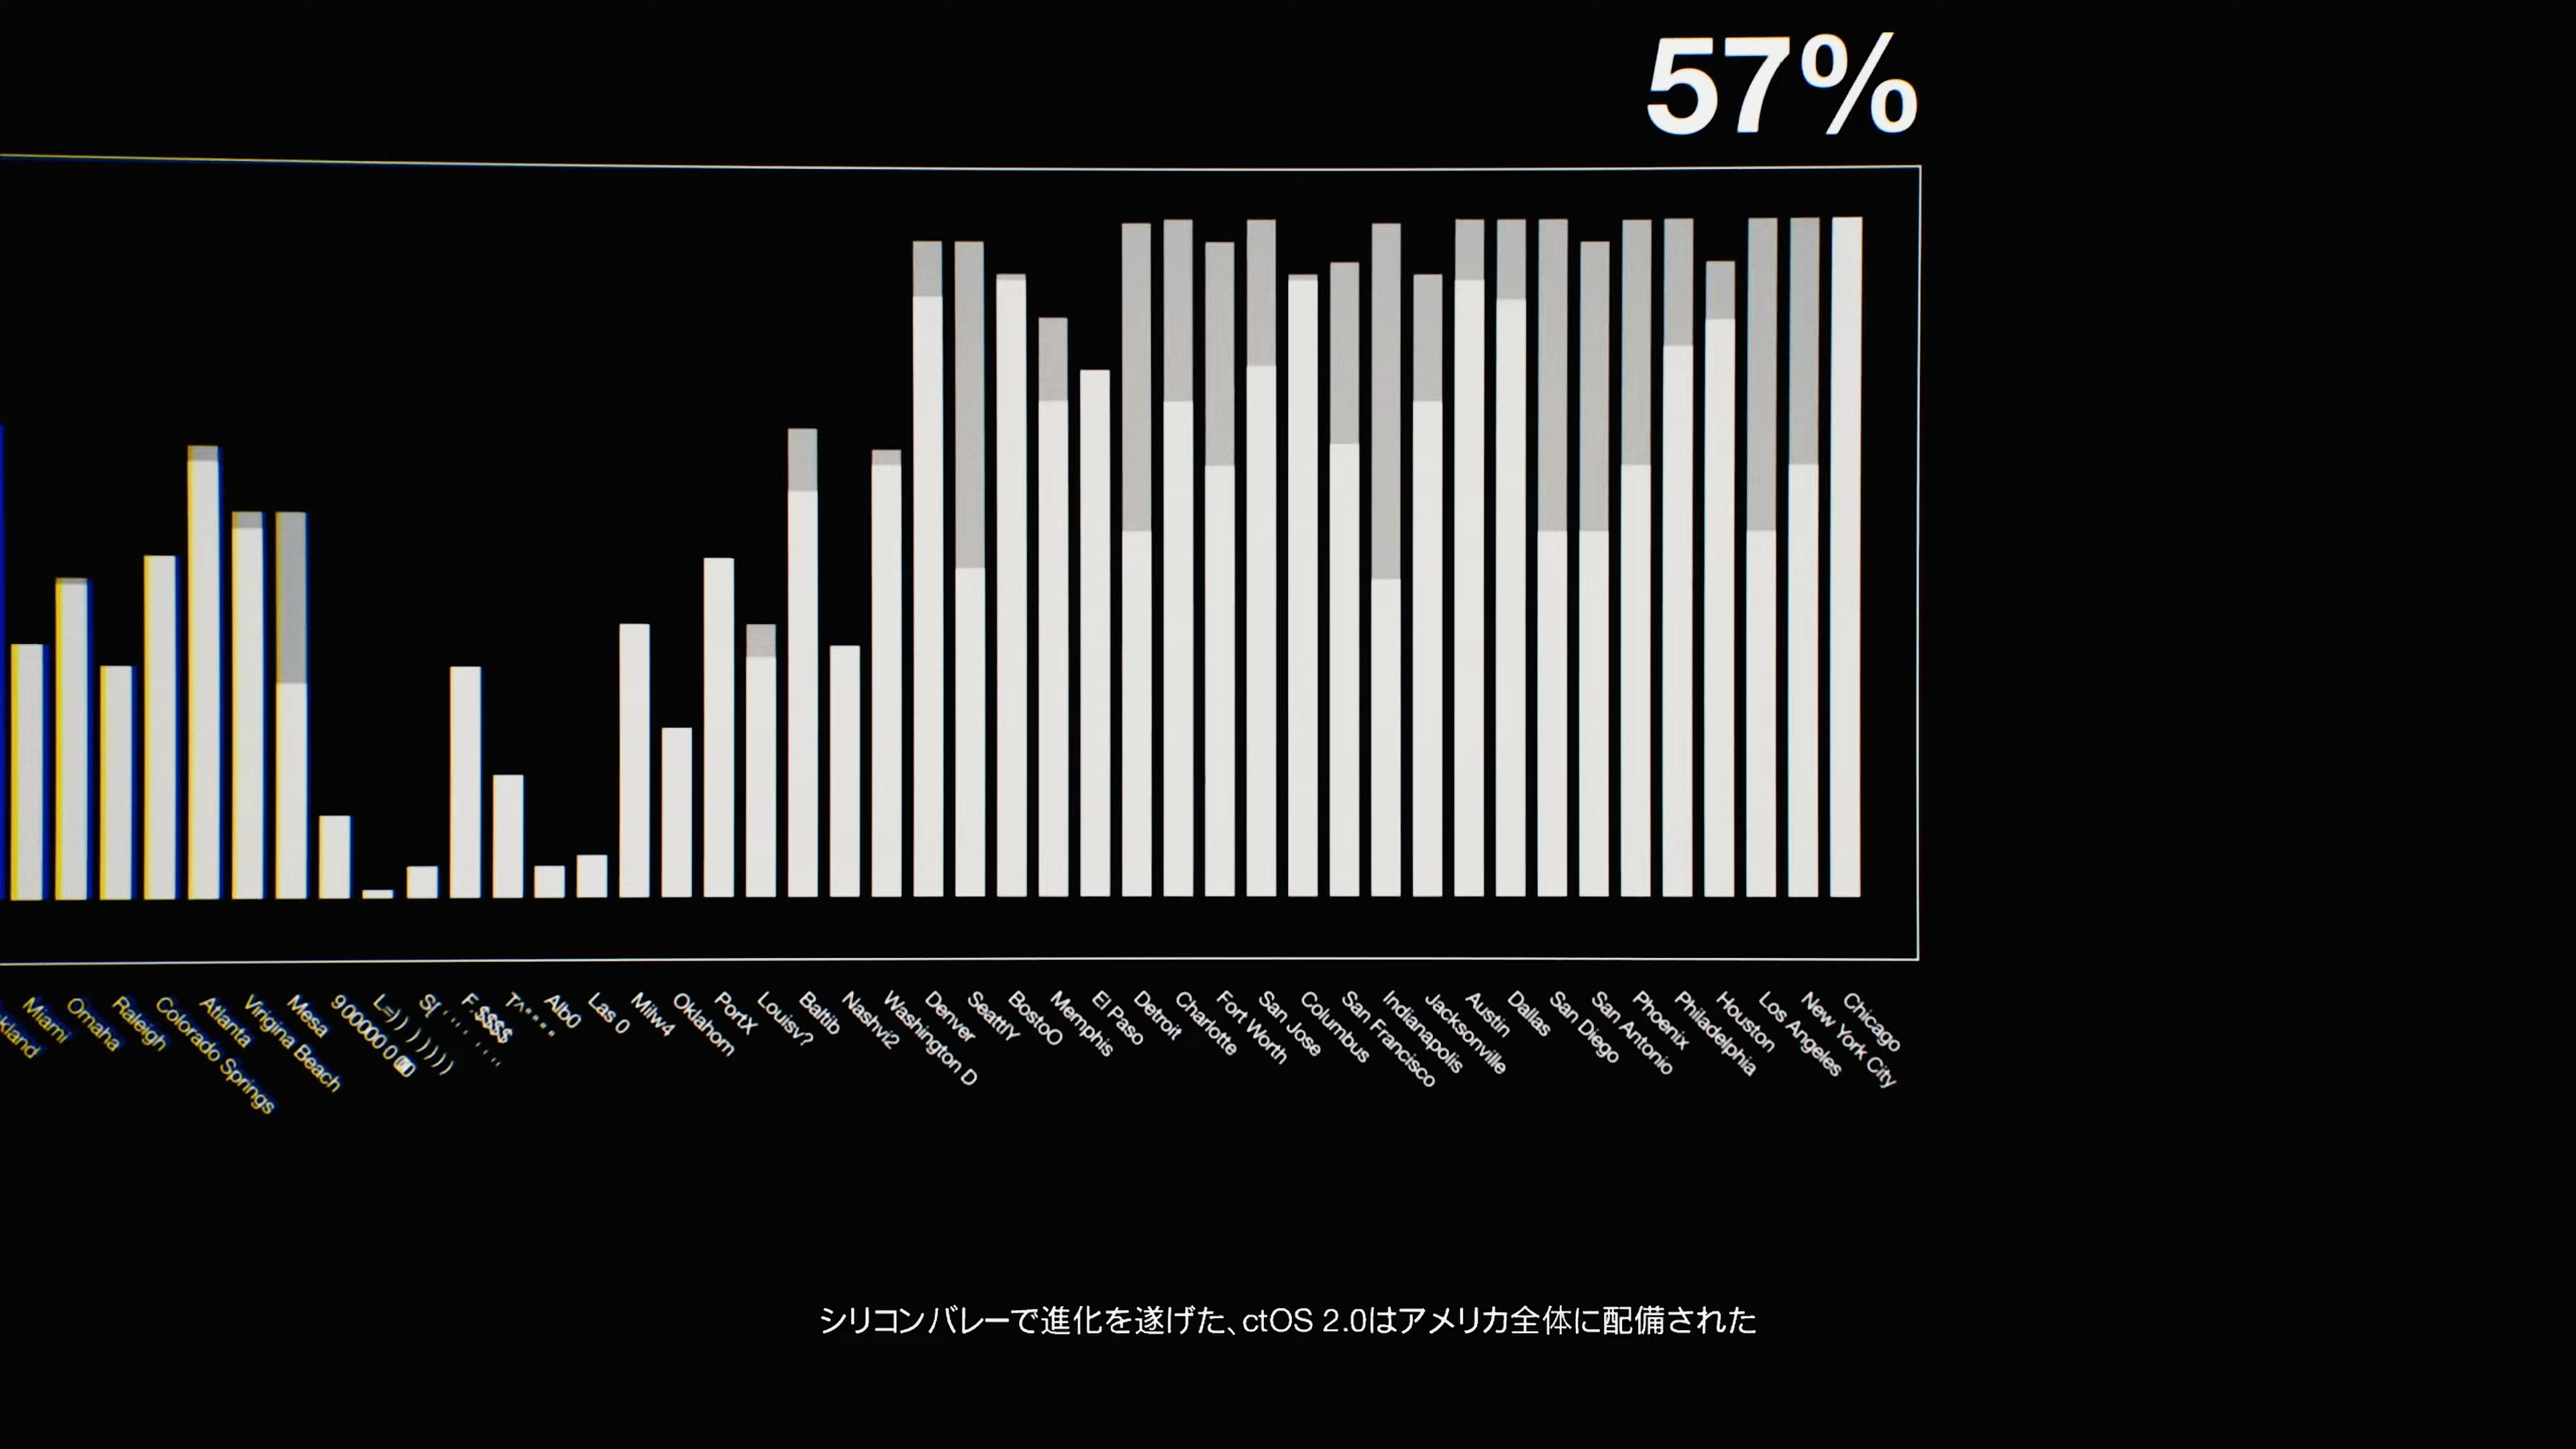 57%
Miami
Omaha
Raleigh
Colorado Springs
Atlanta
Virigina Beach
Mesa
Alb0
Las 0
Milw4
Oklahom
PortX
Louisv?
Baltib
Nashvi2
Washington D
Denver
SeattlY
BostoO
Memphis
El Paso
Detroit
Charlotte
Fort Worth
San Jose
Columbus
San Francisco
Indianapolis
Jacksonville
Austin
Dallas
San Diego
San Antonio
Phoenix
Philadelphia
Houston
Los Angeles
New York City
Chicago
シリコンバレーで進化を遂げた、ctOS 2.0はアメリカ全体に配備された